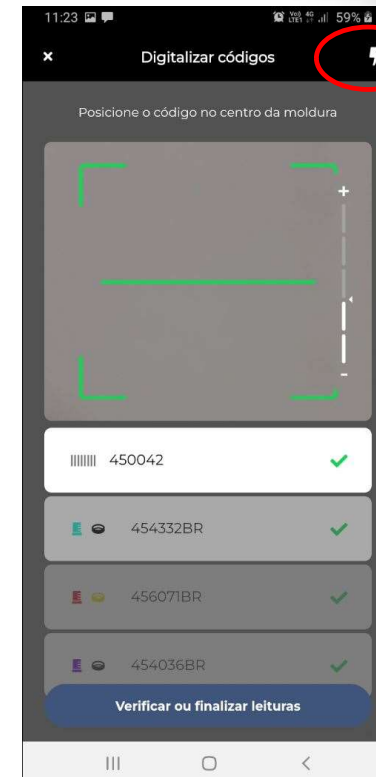 11:23 59%
Digitalizar códigos
Posicione o código no centro da moldura
+
-
450042
454332BR
456071BR
454036BR
Verificar ou finalizar leituras